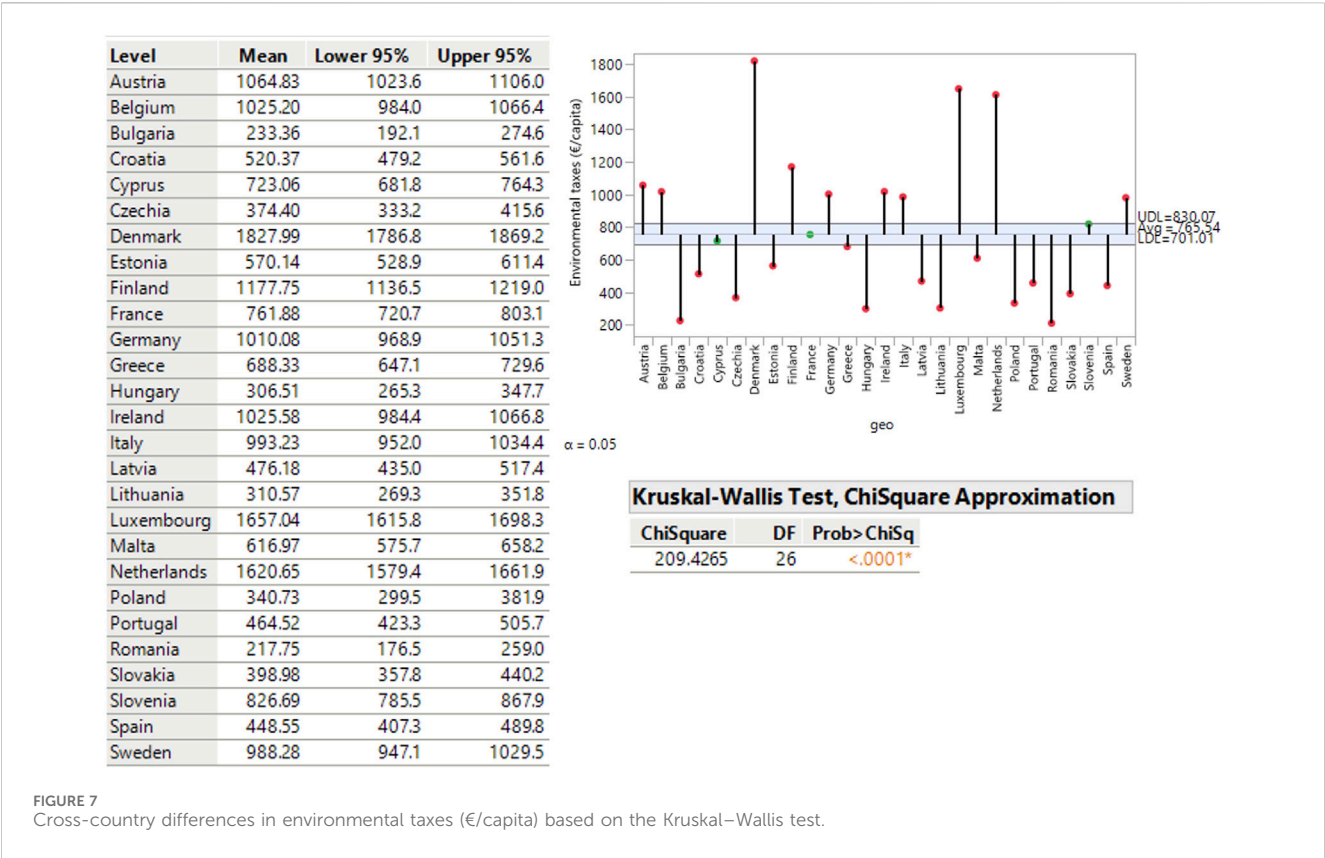 Level Mean Lower 95% Upper 95%
Austria 1064.83 1023.6 1106.0
Belgium 1025.20 984.0 1066.4
Bulgaria 233.36 192.1 274.6
Croatia 520.37 479.2 561.6
Cyprus 723.06 681.8 764.3
Czechia 374.40 333.2 415.6
Denmark 1827.99 1786.8 1869.2
Estonia 570.14 528.9 611.4
Finland 1177.75 1136.5 1219.0
France 761.88 720.7 803.1
Germany 1010.08 968.9 1051.3
Greece 688.33 647.1 729.6
Hungary 306.51 265.3 347.7
Ireland 1025.58 984.4 1066.8
Italy 993.23 952.0 1034.4
Latvia 476.18 435.0 517.4
Lithuania 310.57 269.3 351.8
Luxembourg 1657.04 1615.8 1698.3
Malta 616.97 575.7 658.2
Netherlands 1620.65 1579.4 1661.9
Poland 340.73 299.5 381.9
Portugal 464.52 423.3 505.7
Romania 217.75 176.5 259.0
Slovakia 398.98 357.8 440.2
Slovenia 826.69 785.5 867.9
Spain 448.55 407.3 489.8
Sweden 988.28 947.1 1029.5
Environmental taxes (€/capita)
1800
1600
1400
1200
1000
800
600
400
200
UDL=830.07
Avg = 765.54
LDL=701.01
Austria
Belgium
Bulgaria
Croatia
Cyprus
Czechia
Denmark
Estonia
Finland
France
Germany
Greece
Hungary
Ireland
Italy
Latvia
Lithuania
Luxembourg
Malta
Netherlands
Poland
Portugal
Romania
Slovakia
Slovenia
Spain
Sweden
geo
α = 0.05
Kruskal-Wallis Test, ChiSquare Approximation
ChiSquare DF Prob>ChiSq
209.4265 26 <.0001*
FIGURE 7
Cross-country differences in environmental taxes (€/capita) based on the Kruskal–Wallis test.